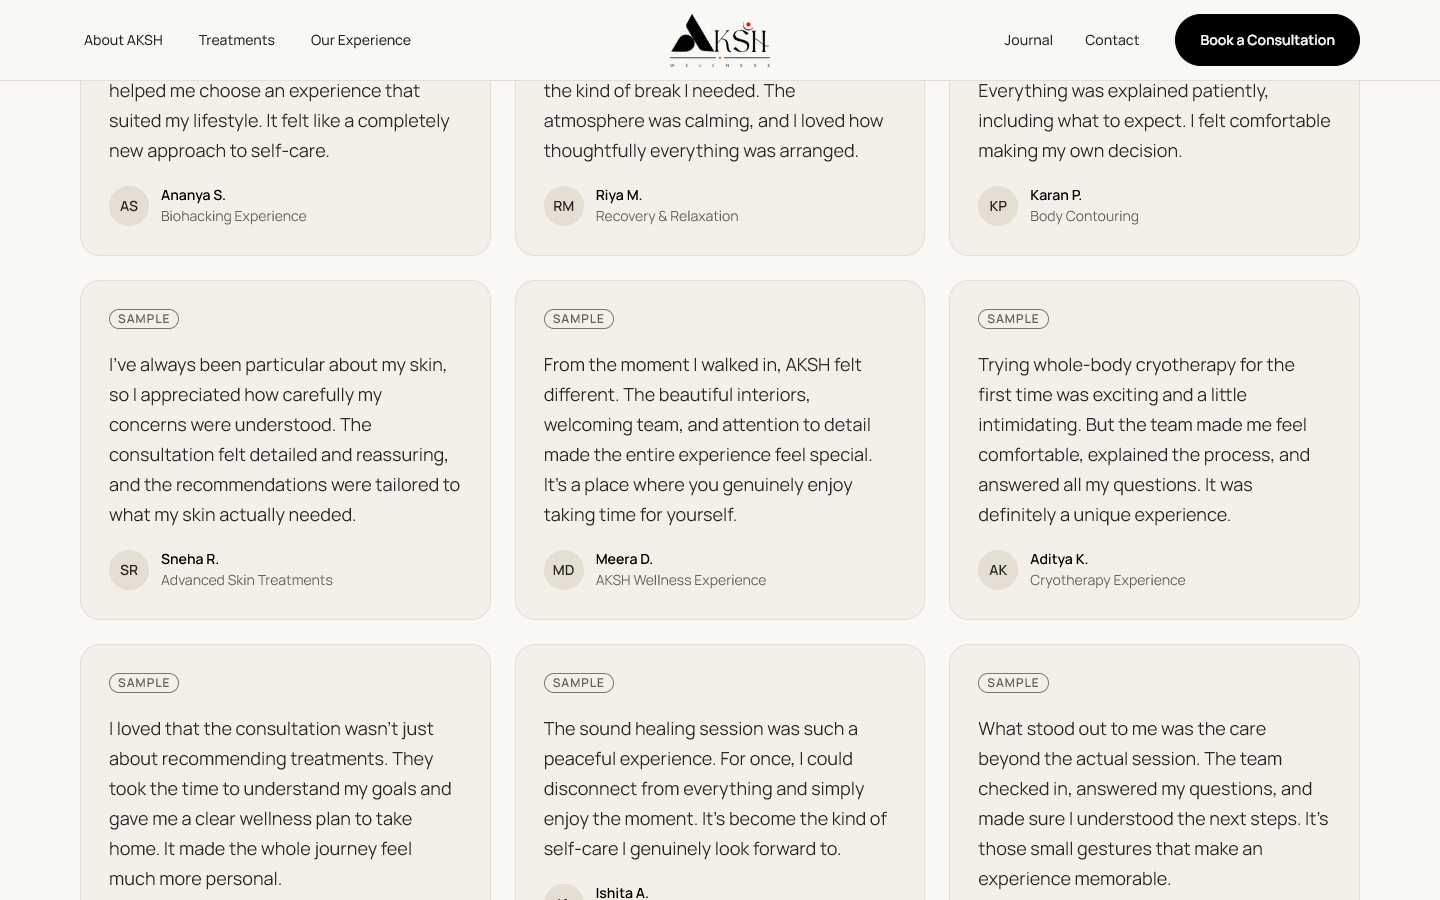 About AKSH
Treatments
Our Experience
AKSH
WELLNESS
Journal
Contact
Book a Consultation
helped me choose an experience that
suited my lifestyle. It felt like a completely
new approach to self-care.
AS
Ananya S.
Biohacking Experience
the kind of break I needed. The
atmosphere was calming, and I loved how
thoughtfully everything was arranged.
RM
Riya M.
Recovery & Relaxation
Everything was explained patiently,
including what to expect. I felt comfortable
making my own decision.
KP
Karan P.
Body Contouring
SAMPLE
I’ve always been particular about my skin,
so I appreciated how carefully my
concerns were understood. The
consultation felt detailed and reassuring,
and the recommendations were tailored to
what my skin actually needed.
SR
Sneha R.
Advanced Skin Treatments
SAMPLE
From the moment I walked in, AKSH felt
different. The beautiful interiors,
welcoming team, and attention to detail
made the entire experience feel special.
It’s a place where you genuinely enjoy
taking time for yourself.
MD
Meera D.
AKSH Wellness Experience
SAMPLE
Trying whole-body cryotherapy for the
first time was exciting and a little
intimidating. But the team made me feel
comfortable, explained the process, and
answered all my questions. It was
definitely a unique experience.
AK
Aditya K.
Cryotherapy Experience
SAMPLE
I loved that the consultation wasn’t just
about recommending treatments. They
took the time to understand my goals and
gave me a clear wellness plan to take
home. It made the whole journey feel
much more personal.
SAMPLE
The sound healing session was such a
peaceful experience. For once, I could
disconnect from everything and simply
enjoy the moment. It’s become the kind of
self-care I genuinely look forward to.
Ishita A.
SAMPLE
What stood out to me was the care
beyond the actual session. The team
checked in, answered my questions, and
made sure I understood the next steps. It’s
those small gestures that make an
experience memorable.